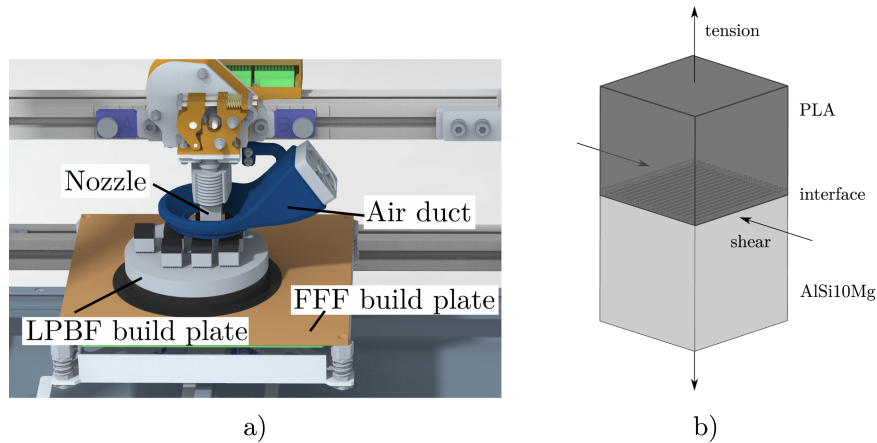 Nozzle
Air duct
FFF build plate
LPBF build plate
a)
tension
PLA
interface
shear
AlSi10Mg
b)